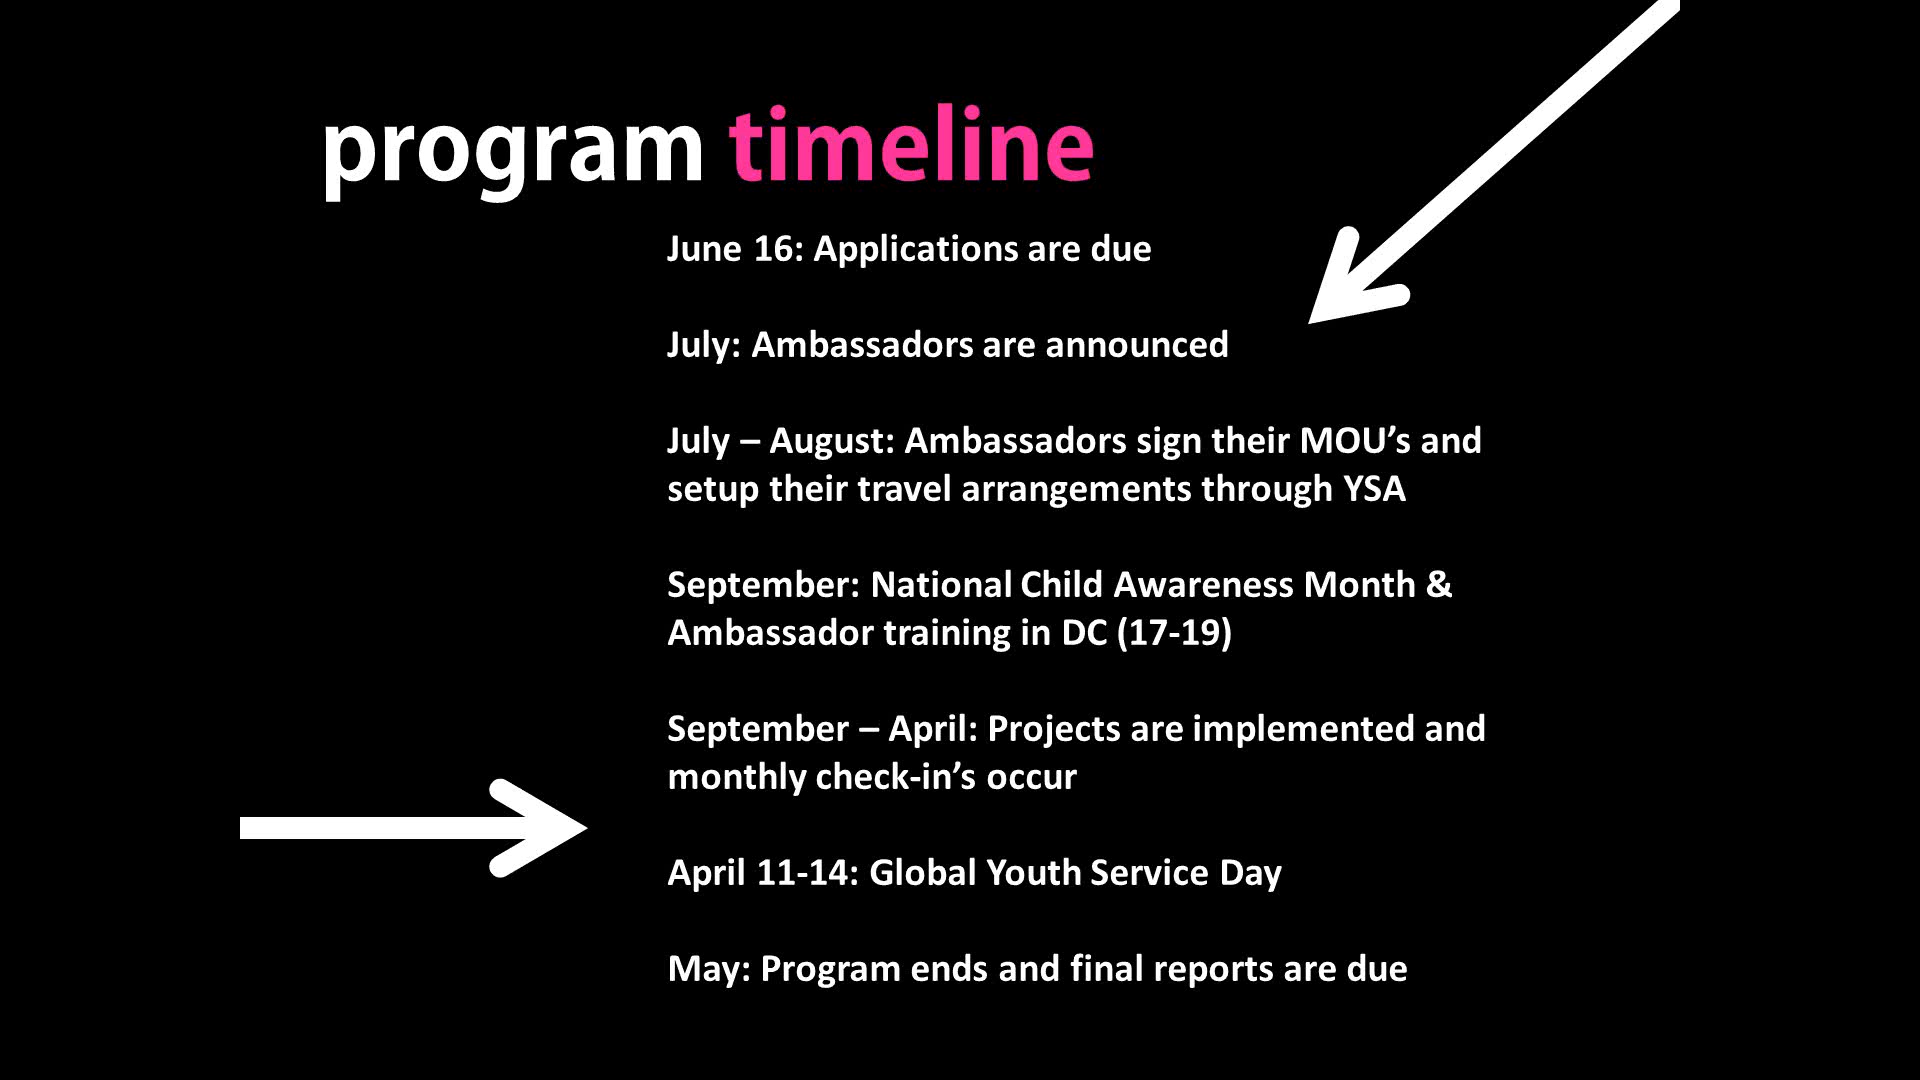 program timeline
June 16: Applications are due
July: Ambassadors are announced
July – August: Ambassadors sign their MOU’s and
setup their travel arrangements through YSA
September: National Child Awareness Month &
Ambassador training in DC (17-19)
September – April: Projects are implemented and
monthly check-in’s occur
April 11-14: Global Youth Service Day
May: Program ends and final reports are due